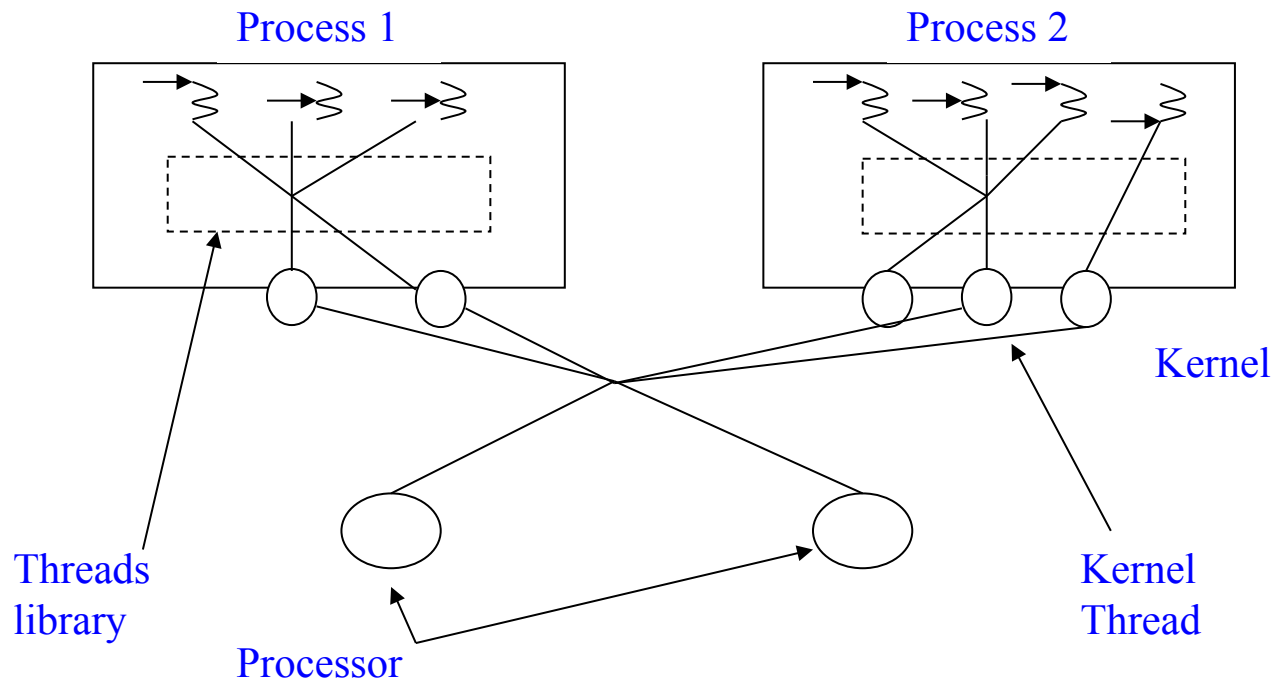 Process 1
Process 2
Kernel
Threads
library
Kernel
Thread
Processor